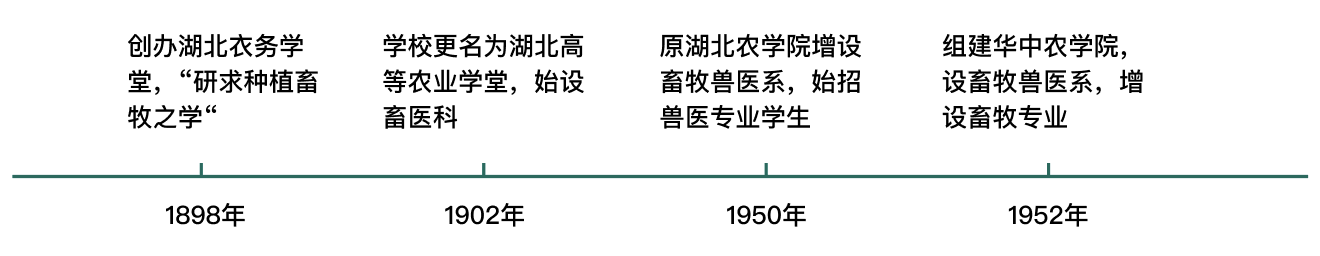 创办湖北衣务学
堂，“研求种植畜
牧之学“
学校更名为湖北高
等农业学堂，始设
畜医科
原湖北农学院增设
畜牧兽医系，始招
兽医专业学生
组建华中农学院，
设畜牧兽医系，增
设畜牧专业
1898年
1902年
1950年
1952年